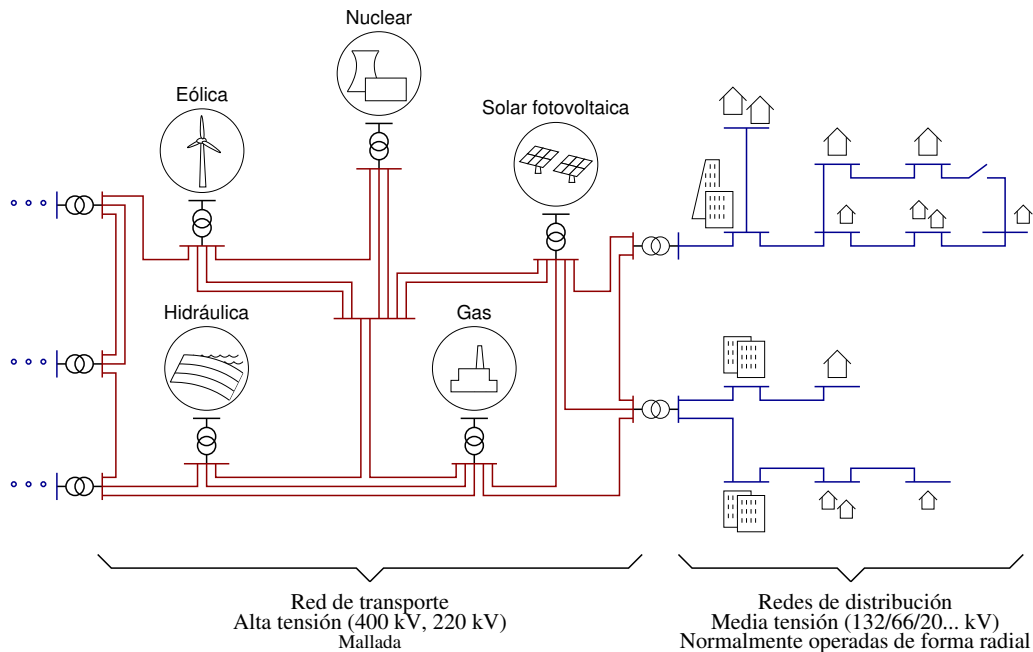 Nuclear
Eólica
Solar fotovoltaica
Hidráulica
Gas
Red de transporte
Alta tensión (400 kV, 220 kV)
Mallada
Redes de distribución
Media tensión (132/66/20... kV)
Normalmente operadas de forma radial